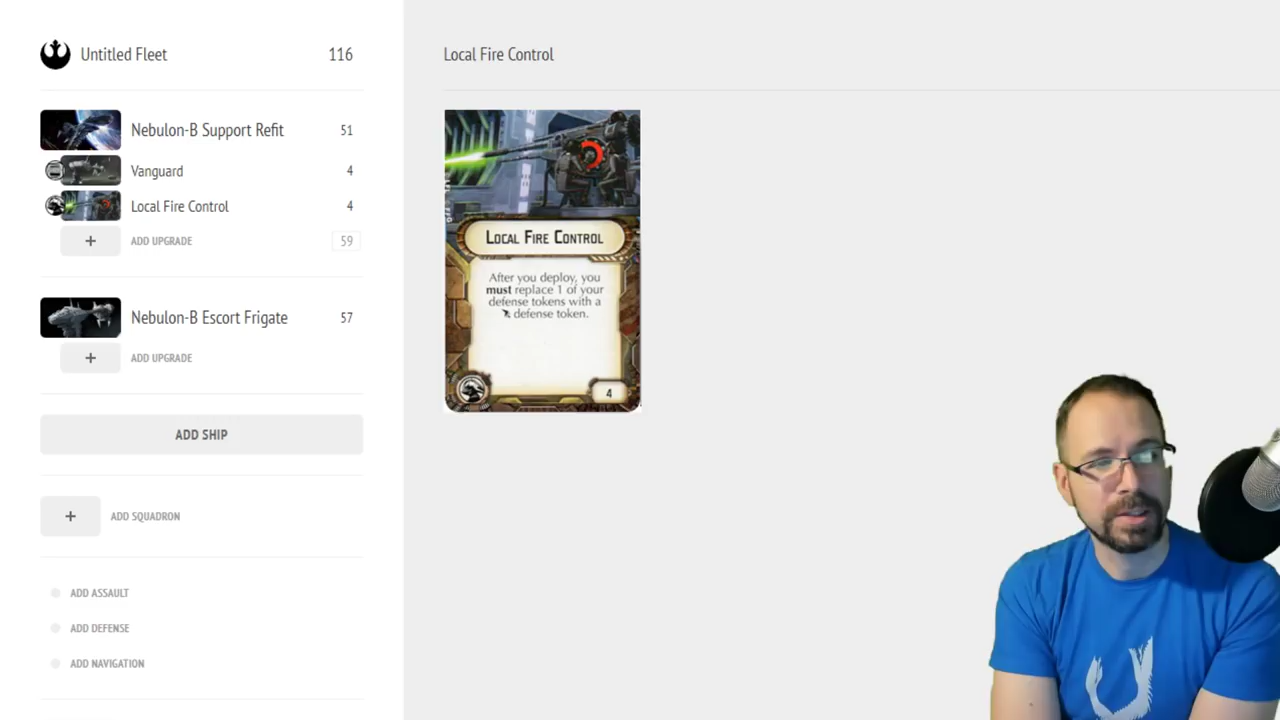 Untitled Fleet 116
Local Fire Control
Nebulon-B Support Refit 51
Vanguard 4
Local Fire Control 4
+ ADD UPGRADE 59
Nebulon-B Escort Frigate 57
+ ADD UPGRADE
ADD SHIP
+ ADD SQUADRON
ADD ASSAULT
ADD DEFENSE
ADD NAVIGATION
LOCAL FIRE CONTROL
After you deploy, you
must replace 1 of your
defense tokens with a
defense token.
4